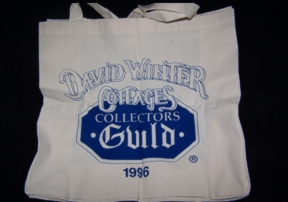 DAVID WINTER
COTTAGES
COLLECTORS
· Guild ·
®
1996